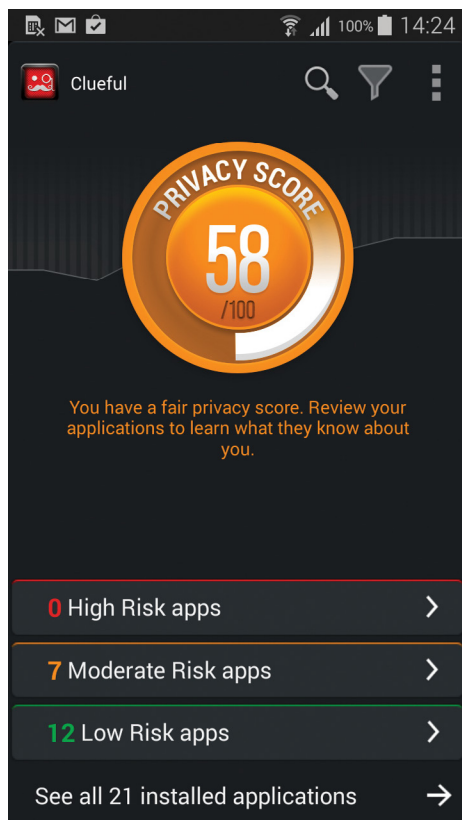 100% 14:24
Clueful
PRIVACY SCORE
58
/100
You have a fair privacy score. Review your
applications to learn what they know about
you.
0 High Risk apps
7 Moderate Risk apps
12 Low Risk apps
See all 21 installed applications